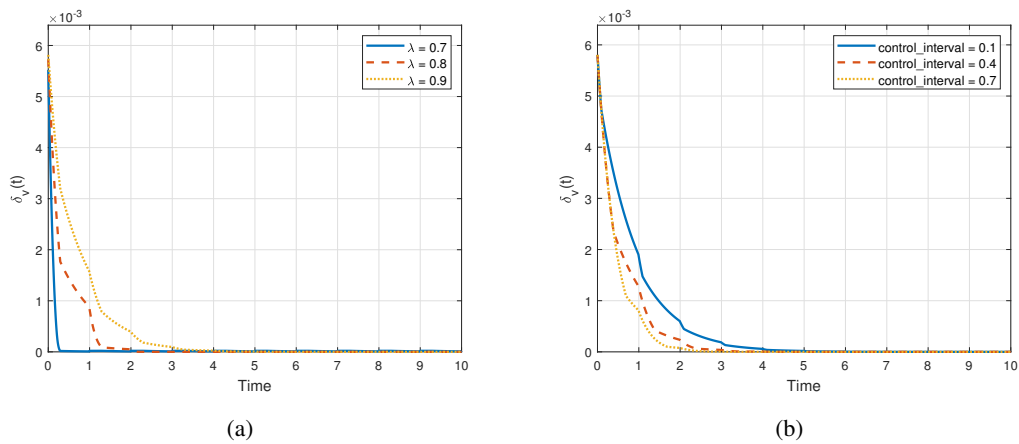 ×10⁻³
6
5
4
3
2
1
0
δᵥ(t)
0 1 2 3 4 5 6 7 8 9 10
Time
λ = 0.7
λ = 0.8
λ = 0.9
(a)
×10⁻³
6
5
4
3
2
1
0
δᵥ(t)
0 1 2 3 4 5 6 7 8 9 10
Time
control_interval = 0.1
control_interval = 0.4
control_interval = 0.7
(b)